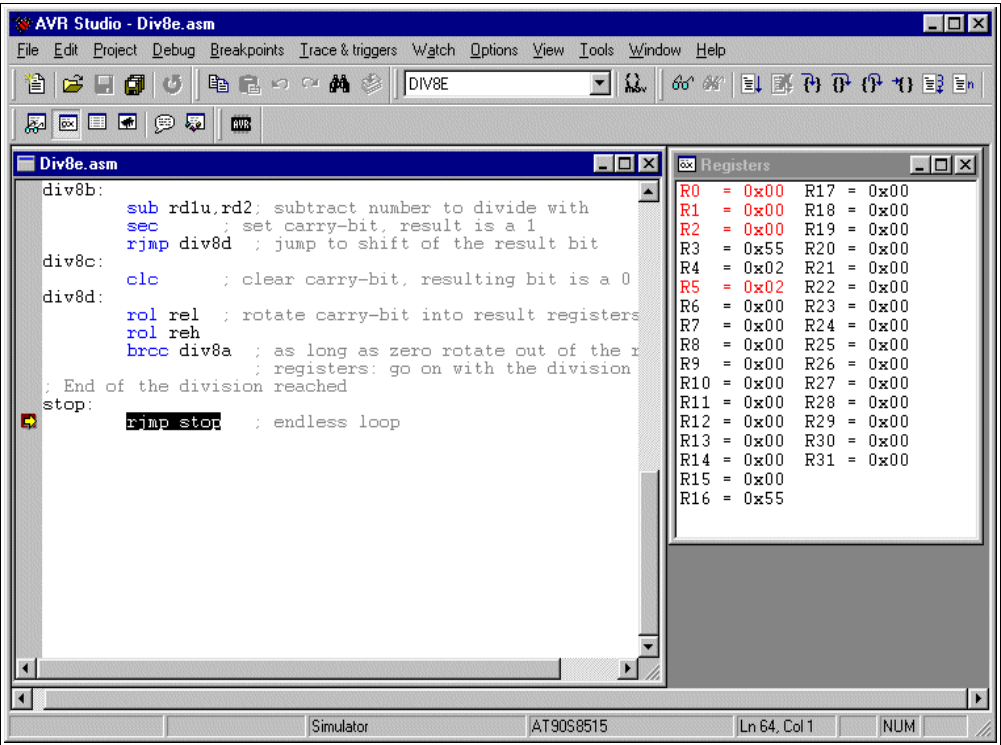 AVR Studio - Div8e.asm
File Edit Project Debug Breakpoints Trace & triggers Watch Options View Tools Window Help
DIV8E
AVR
Div8e.asm
div8b:
sub rd1u,rd2; subtract number to divide with
sec ; set carry-bit, result is a 1
rjmp div8d ; jump to shift of the result bit
div8c:
clc ; clear carry-bit, resulting bit is a 0
div8d:
rol rel ; rotate carry-bit into result registers
rol reh
brcc div8a ; as long as zero rotate out of the r
; registers: go on with the division
; End of the division reached
stop:
rjmp stop ; endless loop
Registers
R0 = 0x00 R17 = 0x00
R1 = 0x00 R18 = 0x00
R2 = 0x00 R19 = 0x00
R3 = 0x55 R20 = 0x00
R4 = 0x02 R21 = 0x00
R5 = 0x02 R22 = 0x00
R6 = 0x00 R23 = 0x00
R7 = 0x00 R24 = 0x00
R8 = 0x00 R25 = 0x00
R9 = 0x00 R26 = 0x00
R10 = 0x00 R27 = 0x00
R11 = 0x00 R28 = 0x00
R12 = 0x00 R29 = 0x00
R13 = 0x00 R30 = 0x00
R14 = 0x00 R31 = 0x00
R15 = 0x00
R16 = 0x55
Simulator AT90S8515 Ln 64, Col 1 NUM